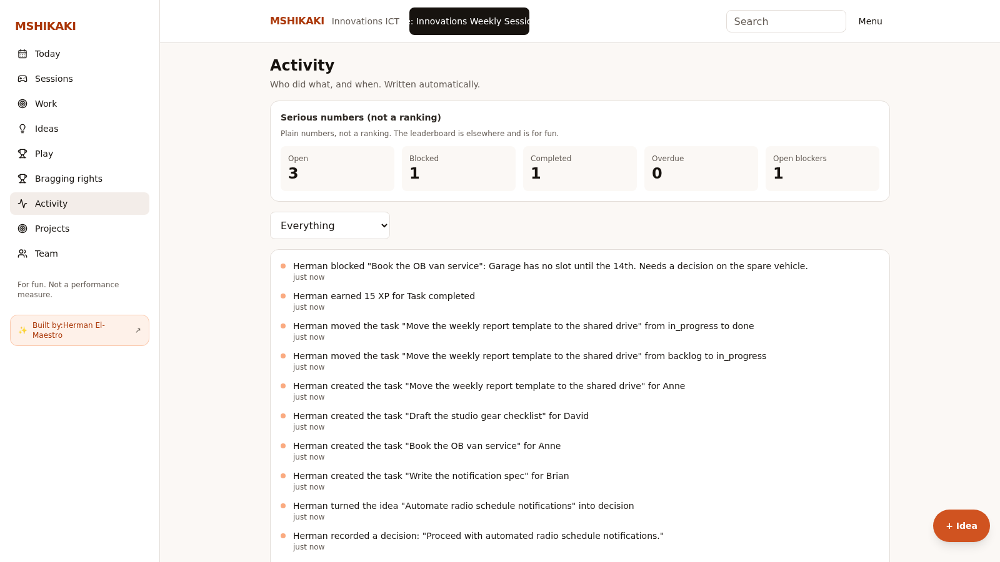 MSHIKAKI
Today
Sessions
Work
Ideas
Play
Bragging rights
Activity
Projects
Team
For fun. Not a performance
measure.
✨ Built by:Herman El-
Maestro ↗
MSHIKAKI Innovations ICT : Innovations Weekly Sessio
Search
Menu
Activity
Who did what, and when. Written automatically.
Serious numbers (not a ranking)
Plain numbers, not a ranking. The leaderboard is elsewhere and is for fun.
Open
3
Blocked
1
Completed
1
Overdue
0
Open blockers
1
Everything
Herman blocked "Book the OB van service": Garage has no slot until the 14th. Needs a decision on the spare vehicle.
just now
Herman earned 15 XP for Task completed
just now
Herman moved the task "Move the weekly report template to the shared drive" from in_progress to done
just now
Herman moved the task "Move the weekly report template to the shared drive" from backlog to in_progress
just now
Herman created the task "Move the weekly report template to the shared drive" for Anne
just now
Herman created the task "Draft the studio gear checklist" for David
just now
Herman created the task "Book the OB van service" for Anne
just now
Herman created the task "Write the notification spec" for Brian
just now
Herman turned the idea "Automate radio schedule notifications" into decision
just now
Herman recorded a decision: "Proceed with automated radio schedule notifications."
just now
+ Idea